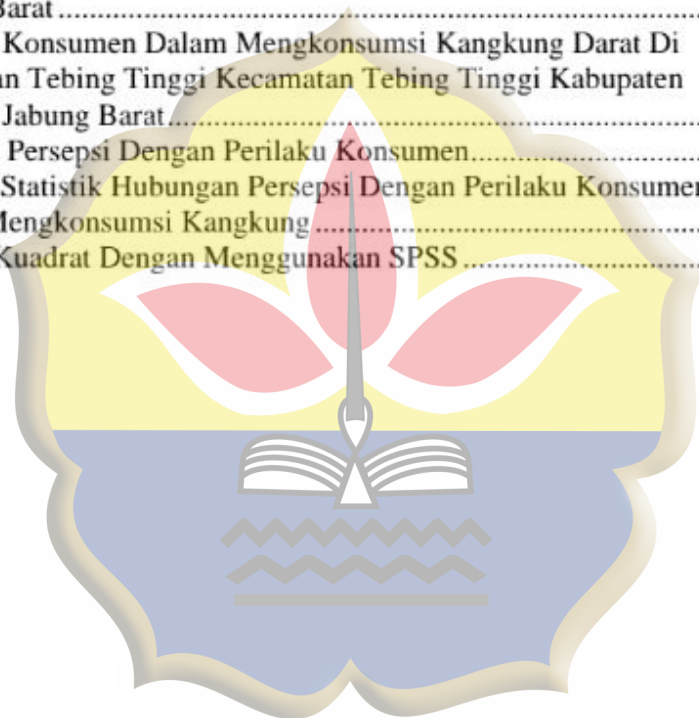 Barat ........................................................................
Konsumen Dalam Mengkonsumsi Kangkung Darat Di
an Tebing Tinggi Kecamatan Tebing Tinggi Kabupaten
Jabung Barat ........................................................................
Persepsi Dengan Perilaku Konsumen ........................................
Statistik Hubungan Persepsi Dengan Perilaku Konsumen
Mengkonsumsi Kangkung ........................................................
Kuadrat Dengan Menggunakan SPSS ........................................